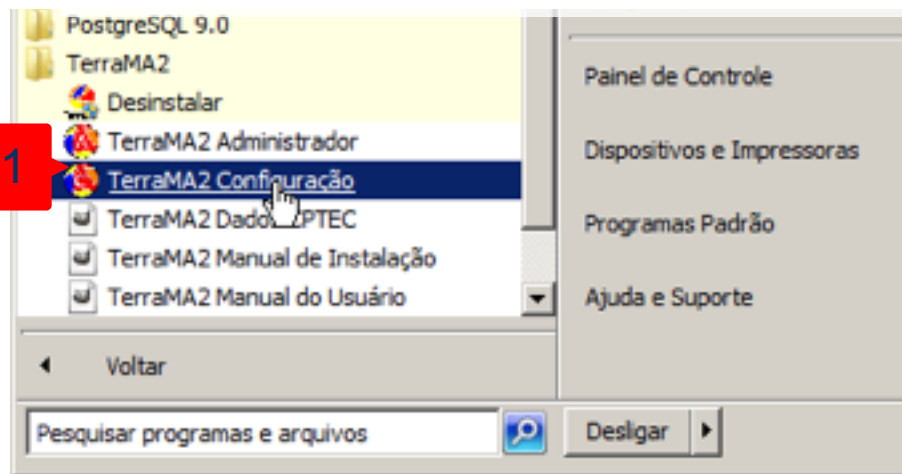 PostgreSQL 9.0
TerraMA2
Desinstalar
TerraMA2 Administrador
1
TerraMA2 Configuração
TerraMA2 PTEC
TerraMA2 Manual de Instalação
TerraMA2 Manual do Usuário
Voltar
Pesquisar programas e arquivos
Painel de Controle
Dispositivos e Impressoras
Programas Padrão
Ajuda e Suporte
Desligar